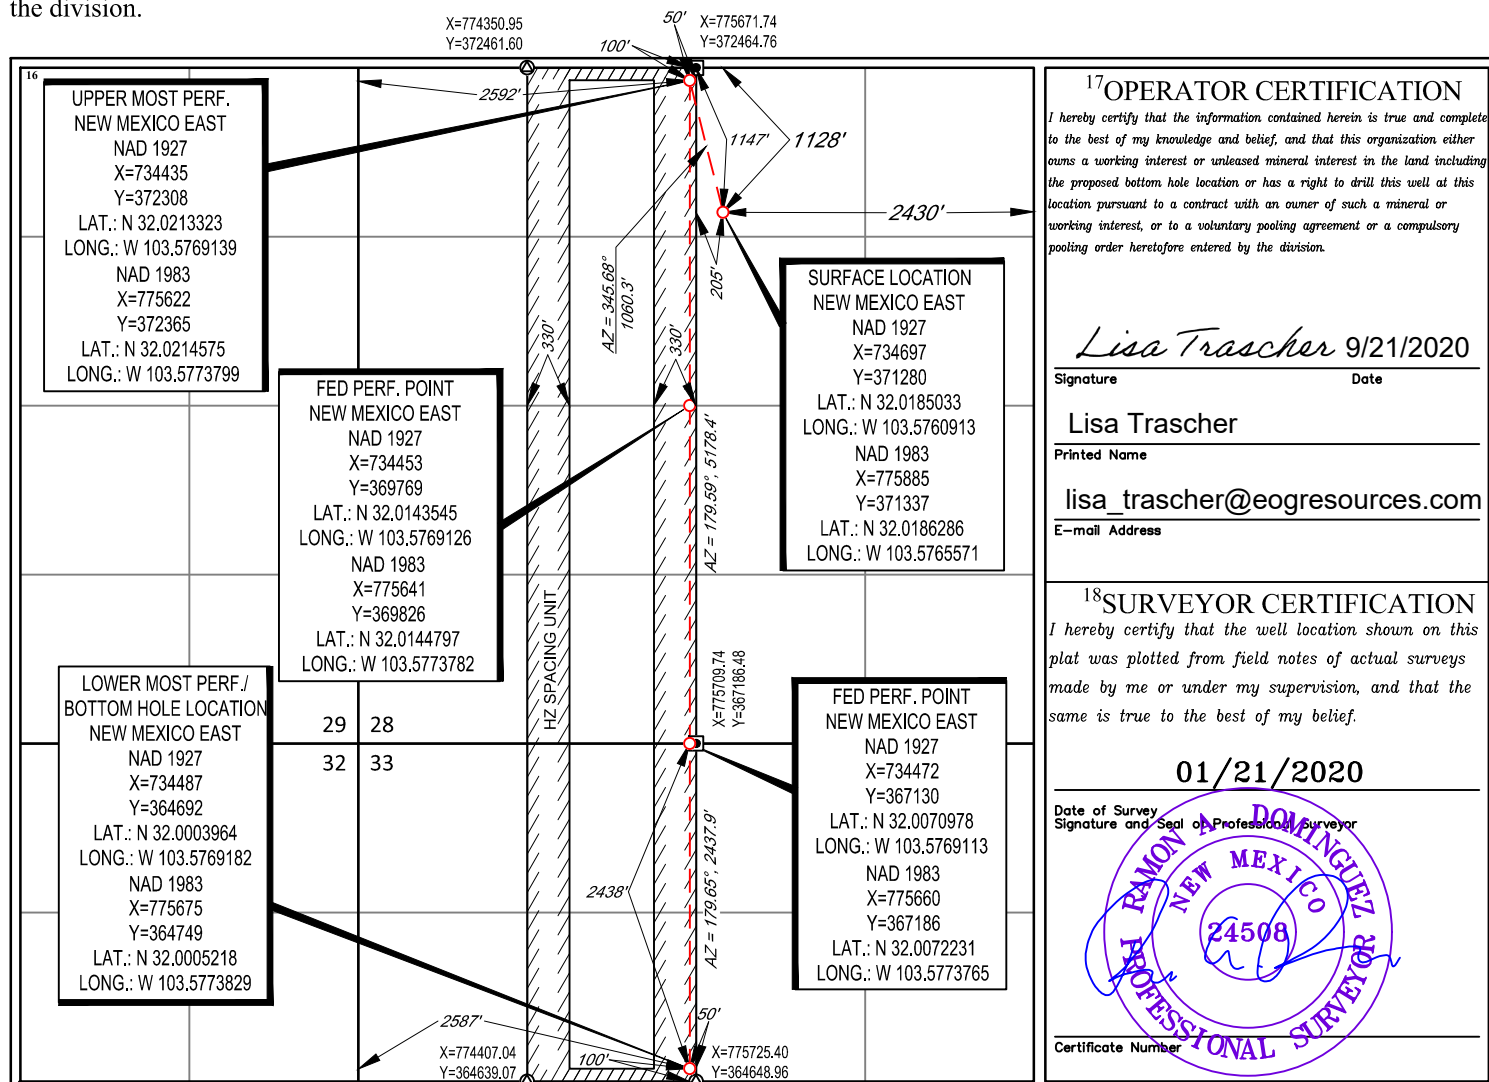 the division.
X=774350.95
Y=372461.60
50'
X=775671.74
Y=372464.76
100'
16
2592'
1147'
1128'
2430'
205'
AZ = 345.68°
1060.3'
330'
330'
UPPER MOST PERF.
NEW MEXICO EAST
NAD 1927
X=734435
Y=372308
LAT.: N 32.0213323
LONG.: W 103.5769139
NAD 1983
X=775622
Y=372365
LAT.: N 32.0214575
LONG.: W 103.5773799
SURFACE LOCATION
NEW MEXICO EAST
NAD 1927
X=734697
Y=371280
LAT.: N 32.0185033
LONG.: W 103.5760913
NAD 1983
X=775885
Y=371337
LAT.: N 32.0186286
LONG.: W 103.5765571
FED PERF. POINT
NEW MEXICO EAST
NAD 1927
X=734453
Y=369769
LAT.: N 32.0143545
LONG.: W 103.5769126
NAD 1983
X=775641
Y=369826
LAT.: N 32.0144797
LONG.: W 103.5773782
AZ = 179.59°, 5178.4'
HZ SPACING UNIT
X=775709.74
Y=367186.48
29 28
32 33
LOWER MOST PERF./
BOTTOM HOLE LOCATION
NEW MEXICO EAST
NAD 1927
X=734487
Y=364692
LAT.: N 32.0003964
LONG.: W 103.5769182
NAD 1983
X=775675
Y=364749
LAT.: N 32.0005218
LONG.: W 103.5773829
FED PERF. POINT
NEW MEXICO EAST
NAD 1927
X=734472
Y=367130
LAT.: N 32.0070978
LONG.: W 103.5769113
NAD 1983
X=775660
Y=367186
LAT.: N 32.0072231
LONG.: W 103.5773765
2438'
AZ = 179.65°, 2437.9'
2587'
50'
100'
X=774407.04
Y=364639.07
X=775725.40
Y=364648.96
17OPERATOR CERTIFICATION
I hereby certify that the information contained herein is true and complete
to the best of my knowledge and belief, and that this organization either
owns a working interest or unleased mineral interest in the land including
the proposed bottom hole location or has a right to drill this well at this
location pursuant to a contract with an owner of such a mineral or
working interest, or to a voluntary pooling agreement or a compulsory
pooling order heretofore entered by the division.
Lisa Trascher 9/21/2020
Signature Date
Lisa Trascher
Printed Name
lisa_trascher@eogresources.com
E-mail Address
18SURVEYOR CERTIFICATION
I hereby certify that the well location shown on this
plat was plotted from field notes of actual surveys
made by me or under my supervision, and that the
same is true to the best of my belief.
01/21/2020
Date of Survey
Signature and Seal of Professional Surveyor
RAMON A. DOMINGUEZ
NEW MEXICO
24508
PROFESSIONAL SURVEYOR
Certificate Number